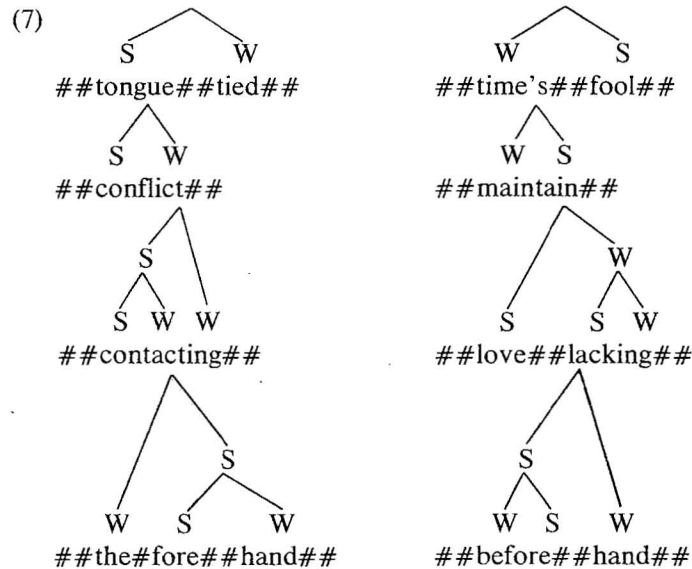 (7)
S W W S
##tongue##tied## ##time's##fool##
S W W S
##conflict## ##maintain##
S W
S W W S S W
##contacting## ##love##lacking##
S S
W S W W S W
##the#fore##hand## ##before##hand##